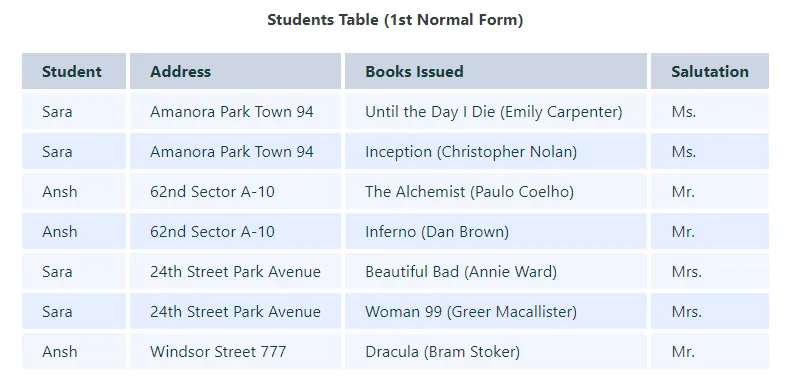 Students Table (1st Normal Form)
Student Address Books Issued Salutation
Sara Amanora Park Town 94 Until the Day I Die (Emily Carpenter) Ms.
Sara Amanora Park Town 94 Inception (Christopher Nolan) Ms.
Ansh 62nd Sector A-10 The Alchemist (Paulo Coelho) Mr.
Ansh 62nd Sector A-10 Inferno (Dan Brown) Mr.
Sara 24th Street Park Avenue Beautiful Bad (Annie Ward) Mrs.
Sara 24th Street Park Avenue Woman 99 (Greer Macallister) Mrs.
Ansh Windsor Street 777 Dracula (Bram Stoker) Mr.